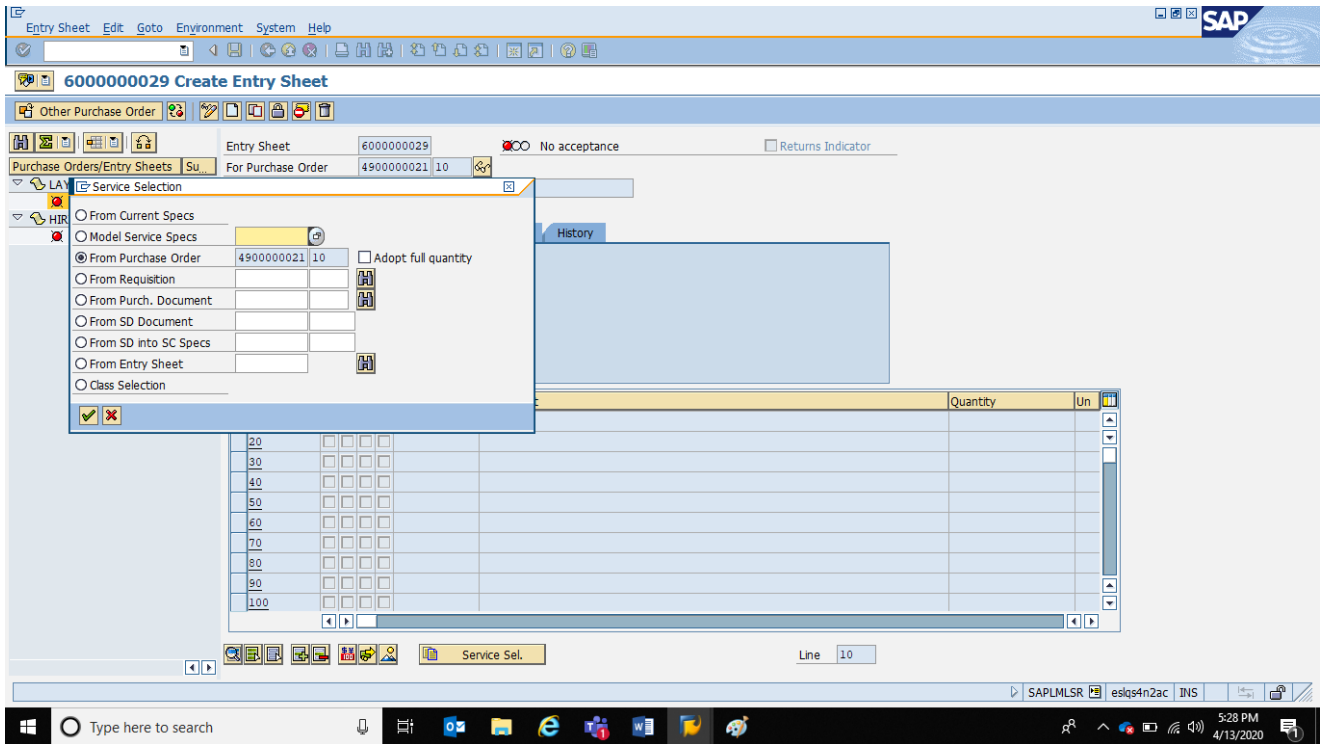 Entry Sheet Edit Goto Environment System Help
SAP
6000000029 Create Entry Sheet
Other Purchase Order
Entry Sheet 6000000029 No acceptance Returns Indicator
Purchase Orders/Entry Sheets Su... For Purchase Order 4900000021 10
LAY
HIR
Service Selection
From Current Specs
Model Service Specs
From Purchase Order 4900000021 10 Adopt full quantity
From Requisition
From Purch. Document
From SD Document
From SD into SC Specs
From Entry Sheet
Class Selection
History
Quantity Un
20
30
40
50
60
70
80
90
100
Service Sel. Line 10
SAPLMLSR eslqs4n2ac INS
Type here to search
5:28 PM
4/13/2020